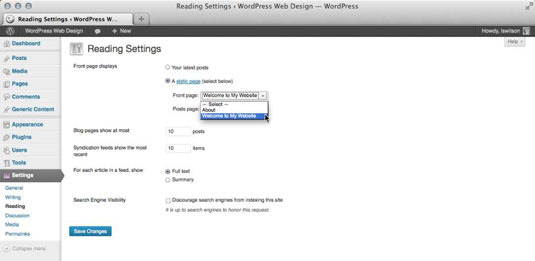 Reading Settings ‹ WordPress Web Design — WordPress
Reading Settings ‹ WordPress W...
WordPress Web Design 0 + New Howdy, lswilson
Help
Dashboard
Posts
Media
Pages
Comments
Generic Content
Appearance
Plugins
Users
Tools
Settings
General
Writing
Reading
Discussion
Media
Permalinks
Collapse menu
Reading Settings
Front page displays
Your latest posts
A static page (select below)
Front page: Welcome to My Website
— Select —
About
Welcome to My Website
Posts page
Blog pages show at most 10 posts
Syndication feeds show the most recent 10 items
For each article in a feed, show
Full text
Summary
Search Engine Visibility
Discourage search engines from indexing this site
It is up to search engines to honor this request.
Save Changes